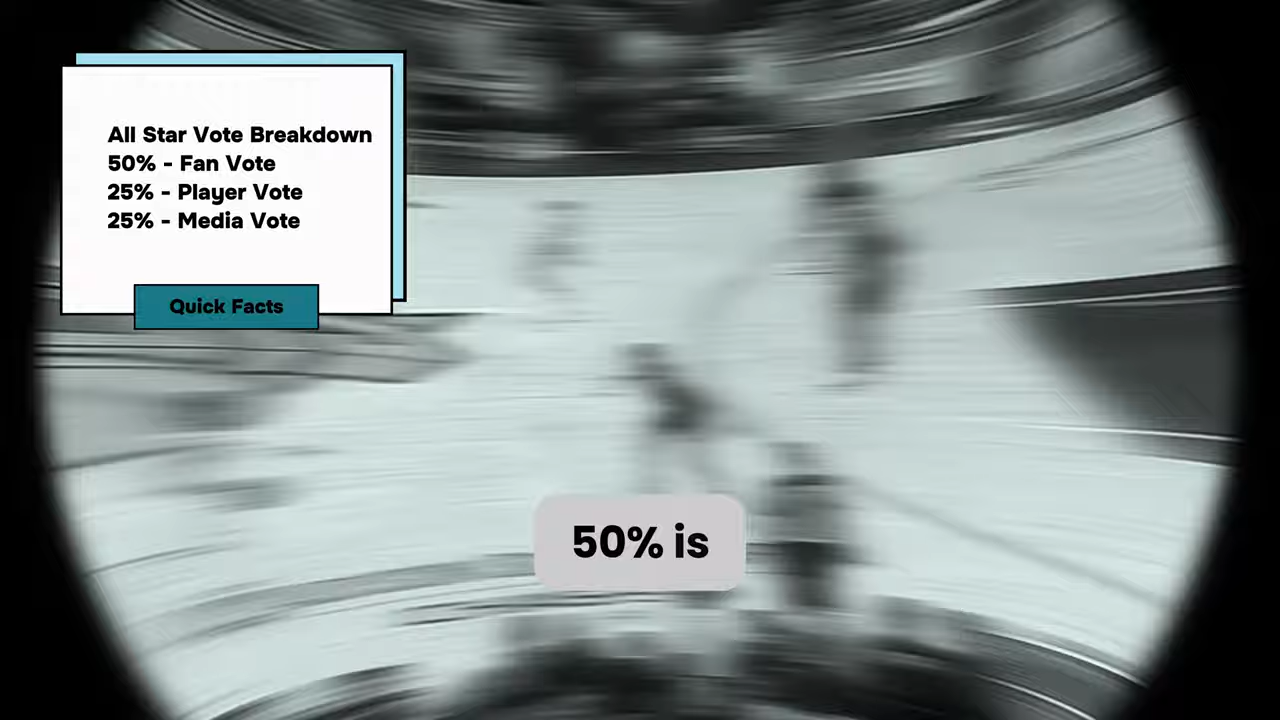 All Star Vote Breakdown
50% - Fan Vote
25% - Player Vote
25% - Media Vote
Quick Facts
50% is